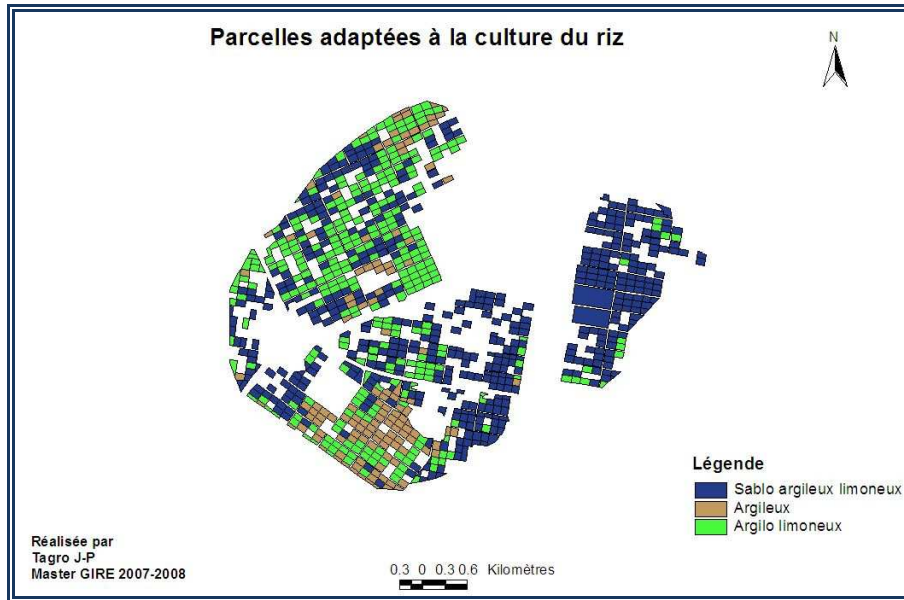 Parcelles adaptées à la culture du riz
N
Légende
Sablo argileux limoneux
Argileux
Argilo limoneux
Réalisée par
Tagro J-P
Master GIRE 2007-2008
0.3 0 0.3 0.6 Kilomètres